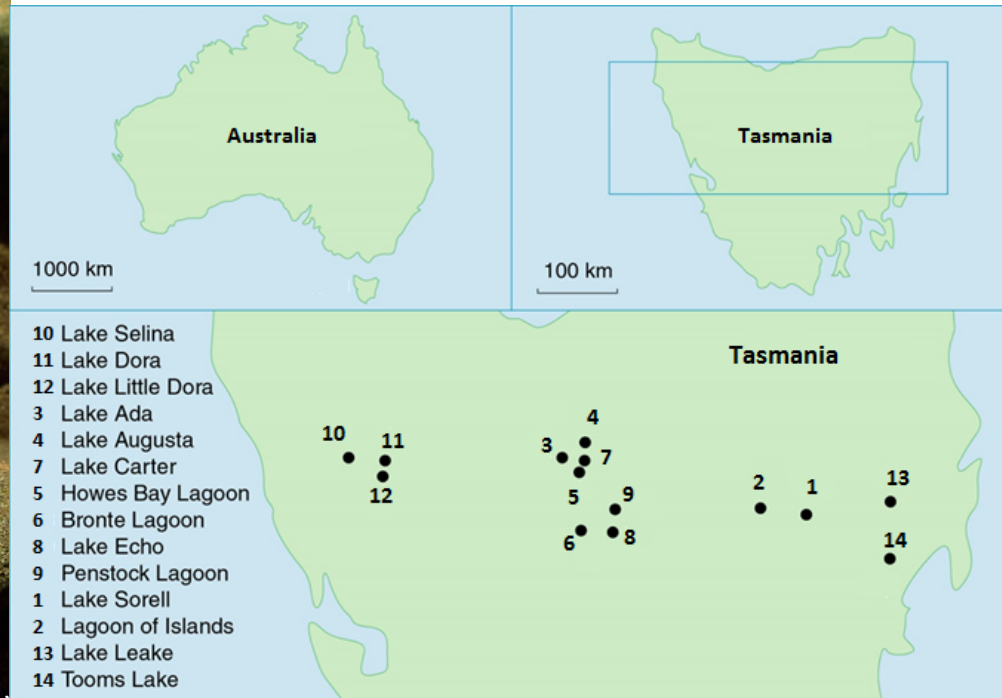 Australia
1000 km
Tasmania
100 km
10 Lake Selina
11 Lake Dora
12 Lake Little Dora
3 Lake Ada
4 Lake Augusta
7 Lake Carter
5 Howes Bay Lagoon
6 Bronte Lagoon
8 Lake Echo
9 Penstock Lagoon
1 Lake Sorell
2 Lagoon of Islands
13 Lake Leake
14 Tooms Lake
Tasmania
10
11
12
3
4
7
5
9
6
8
2
1
13
14